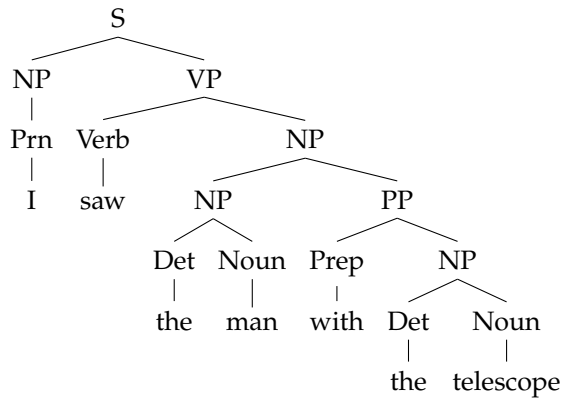 S
NP VP
Prn Verb NP
I saw NP PP
Det Noun Prep NP
the man with Det Noun
the telescope